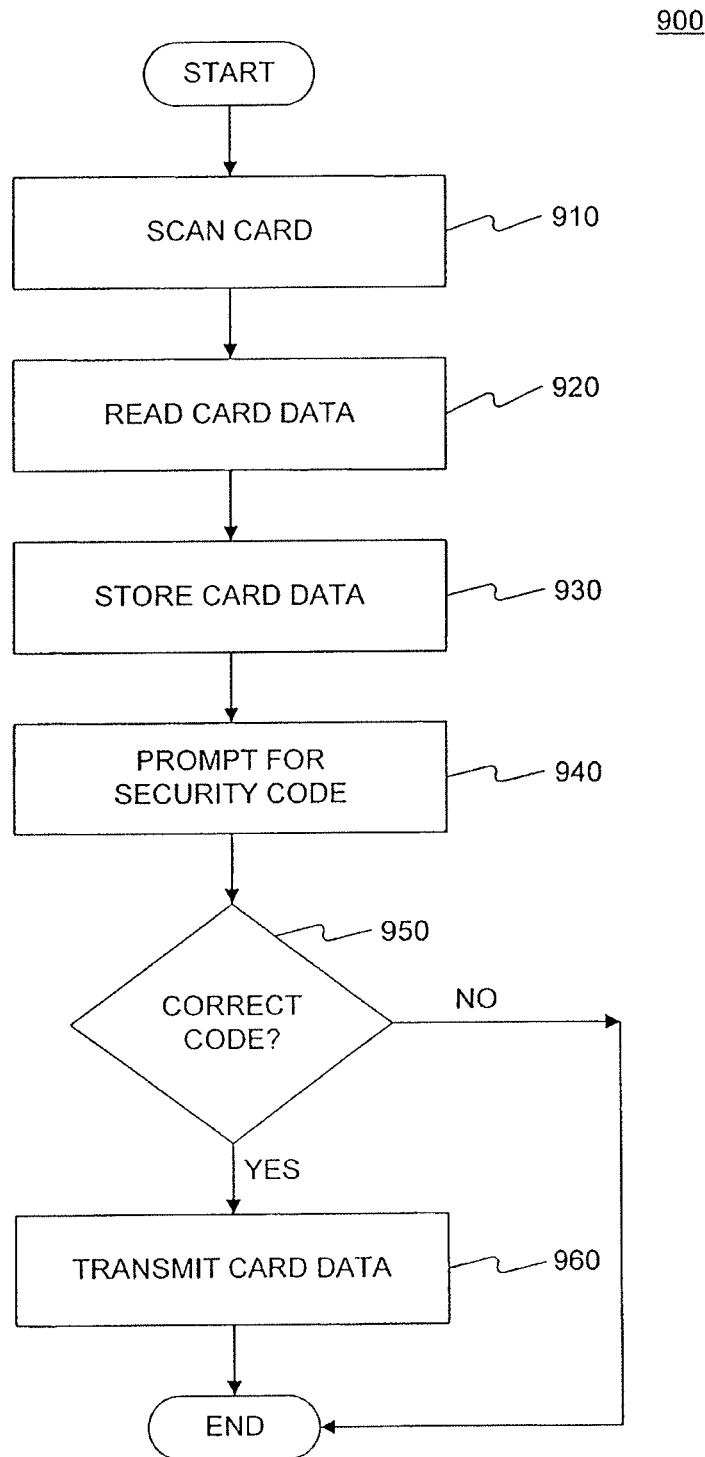 900
START
SCAN CARD
910
READ CARD DATA
920
STORE CARD DATA
930
PROMPT FOR
SECURITY CODE
940
950
CORRECT
CODE?
NO
YES
TRANSMIT CARD DATA
960
END